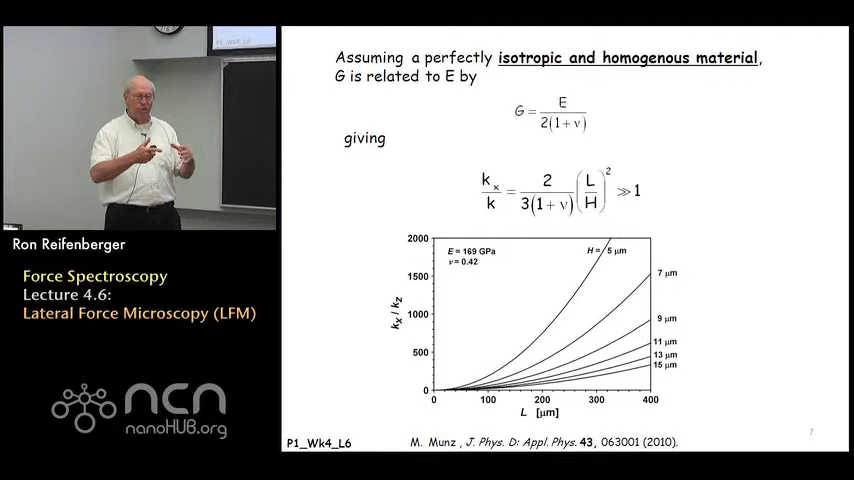 Assuming a perfectly isotropic and homogenous material,
G is related to E by
G = E / 2(1 + ν)
giving
k_x / k = 2 / 3(1 + ν) (L / H)^2 ≫ 1
2000
1500
1000
500
0
k_x / k_z
E = 169 GPa
ν = 0.42
H = 5 μm
7 μm
9 μm
11 μm
13 μm
15 μm
0 100 200 300 400
L [μm]
P1_Wk4_L6
M. Munz , J. Phys. D: Appl. Phys. 43, 063001 (2010).
7
Ron Reifenberger
Force Spectroscopy
Lecture 4.6:
Lateral Force Microscopy (LFM)
ncn
nanoHUB.org